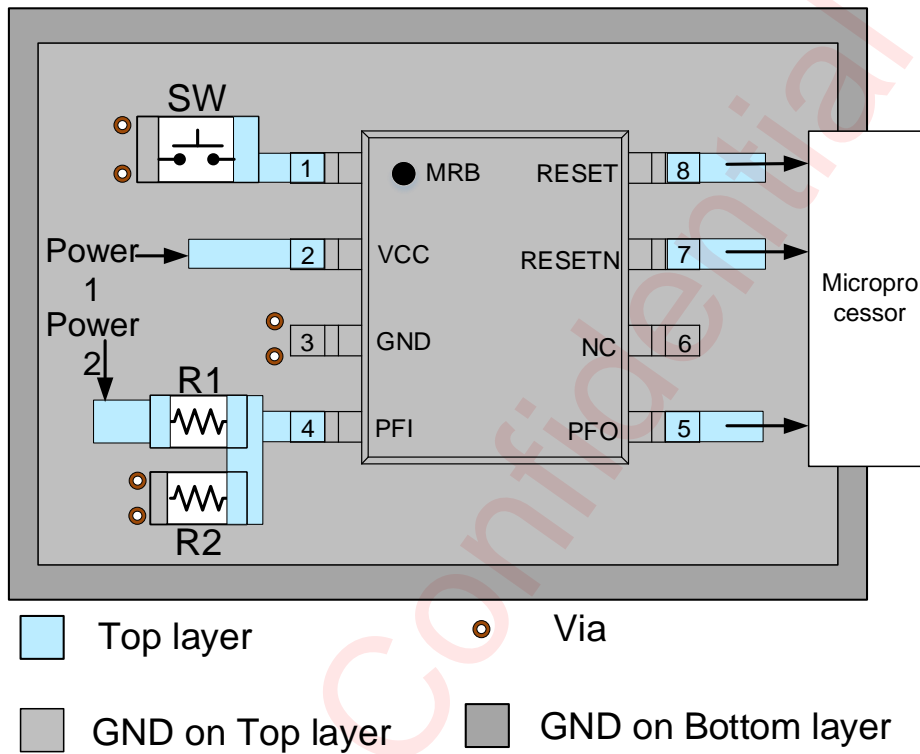 SW
1
MRB
RESET
8
Power
1
2
VCC
RESETN
7
Micropro
cessor
Power
2
3
GND
NC
6
R1
4
PFI
PFO
5
R2
Top layer
Via
GND on Top layer
GND on Bottom layer
Confidential